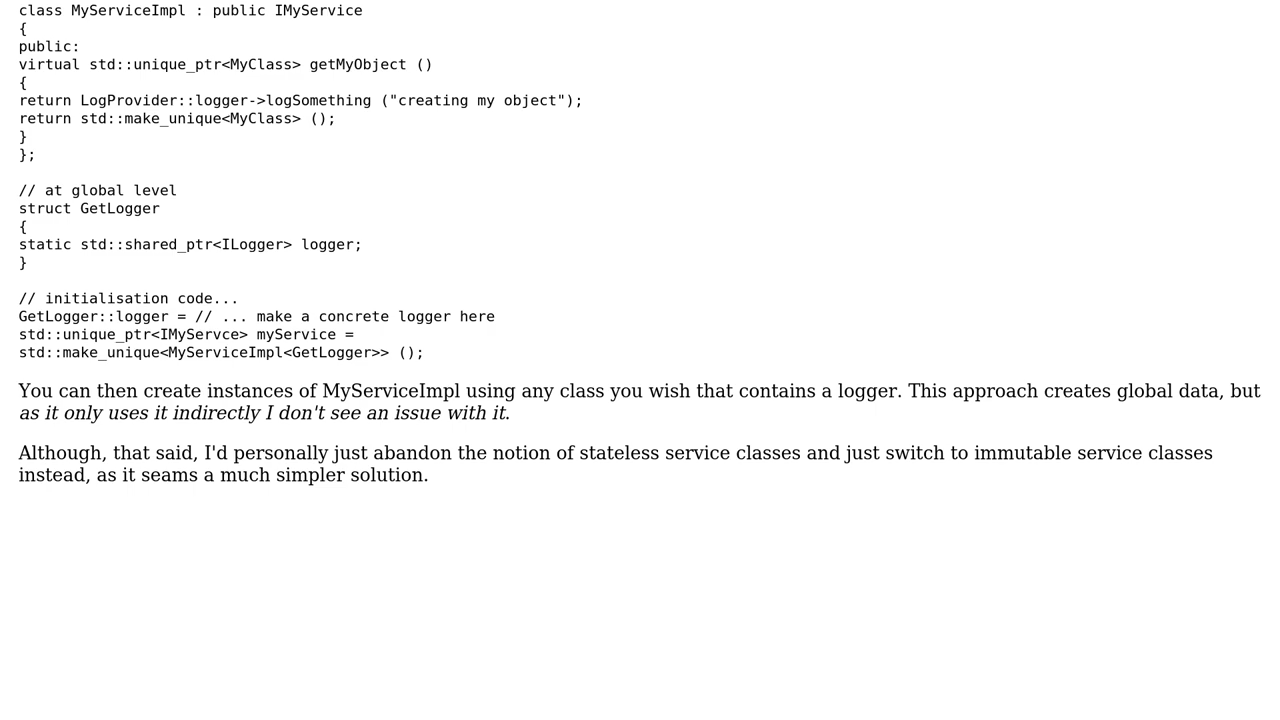 class MyServiceImpl : public IMyService
{
public:
virtual std::unique_ptr<MyClass> getMyObject ()
{
return LogProvider::logger->logSomething ("creating my object");
return std::make_unique<MyClass> ();
}
};
// at global level
struct GetLogger
{
static std::shared_ptr<ILogger> logger;
}
// initialisation code...
GetLogger::logger = // ... make a concrete logger here
std::unique_ptr<IMyServce> myService =
std::make_unique<MyServiceImpl<GetLogger>> ();
You can then create instances of MyServiceImpl using any class you wish that contains a logger. This approach creates global data, but
as it only uses it indirectly I don't see an issue with it.
Although, that said, I'd personally just abandon the notion of stateless service classes and just switch to immutable service classes
instead, as it seams a much simpler solution.